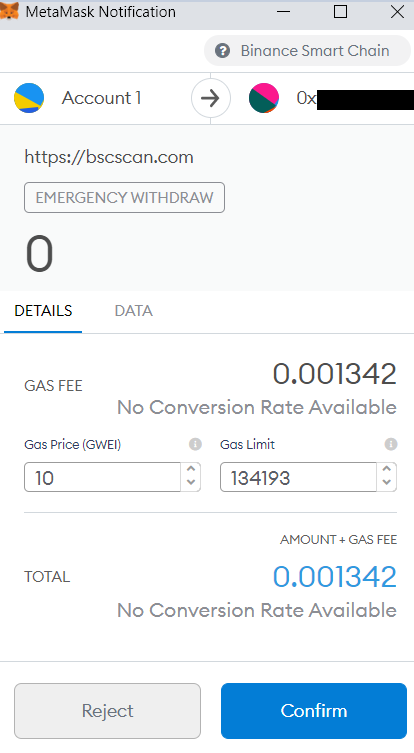 MetaMask Notification
Binance Smart Chain
Account 1
0x
https://bscscan.com
EMERGENCY WITHDRAW
0
DETAILS DATA
GAS FEE 0.001342
No Conversion Rate Available
Gas Price (GWEI) Gas Limit
10 134193
AMOUNT + GAS FEE
TOTAL 0.001342
No Conversion Rate Available
Reject Confirm